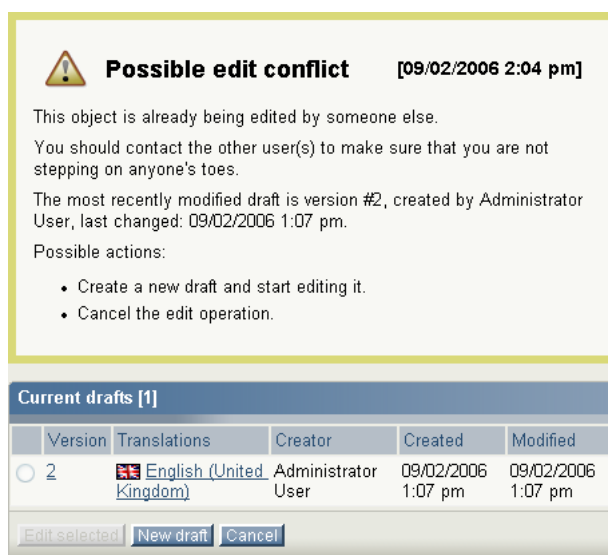 Possible edit conflict [09/02/2006 2:04 pm]
This object is already being edited by someone else.
You should contact the other user(s) to make sure that you are not
stepping on anyone's toes.
The most recently modified draft is version #2, created by Administrator
User, last changed: 09/02/2006 1:07 pm.
Possible actions:
• Create a new draft and start editing it.
• Cancel the edit operation.
Current drafts [1]
Version Translations Creator Created Modified
2 English (United Administrator 09/02/2006 09/02/2006
Kingdom) User 1:07 pm 1:07 pm
Edit selected New draft Cancel